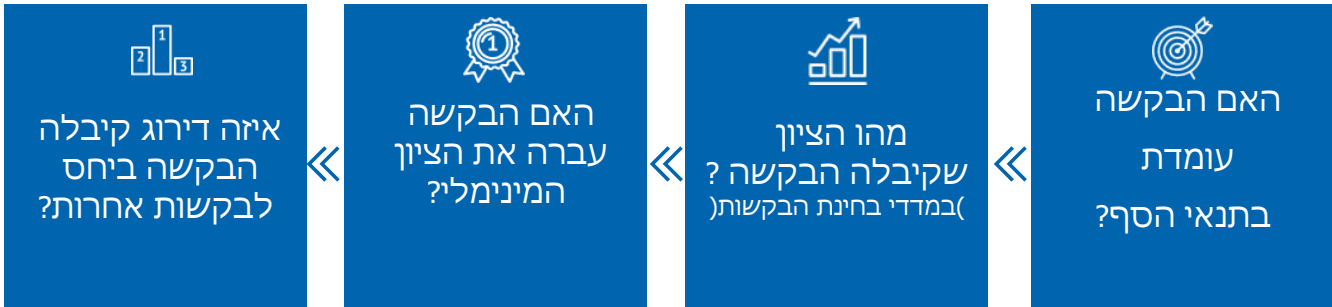 האם הבקשה
עומדת
בתנאי הסף?
מהו הציון
שקיבלה הבקשה ?
)במדדי בחינת הבקשות(
1
האם הבקשה
עברה את הציון
המינימלי?
1
2
3
איזה דירוג קיבלה
הבקשה ביחס
לבקשות אחרות?